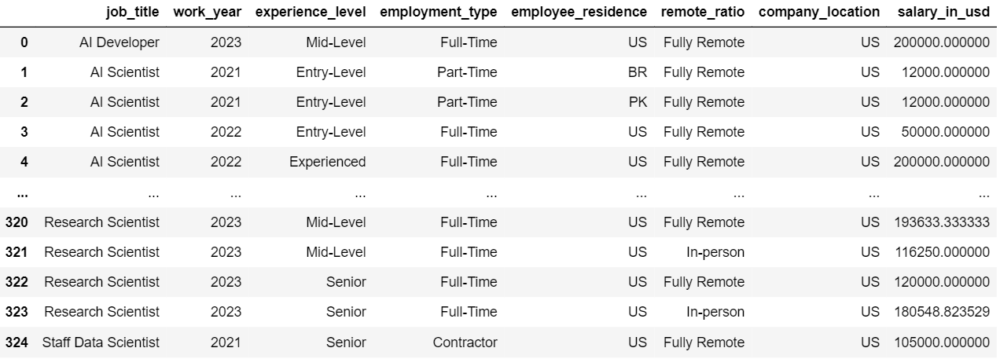 job_title work_year experience_level employment_type employee_residence remote_ratio company_location salary_in_usd
0 AI Developer 2023 Mid-Level Full-Time US Fully Remote US 200000.000000
1 AI Scientist 2021 Entry-Level Part-Time BR Fully Remote US 12000.000000
2 AI Scientist 2021 Entry-Level Part-Time PK Fully Remote US 12000.000000
3 AI Scientist 2022 Entry-Level Full-Time US Fully Remote US 50000.000000
4 AI Scientist 2022 Experienced Full-Time US Fully Remote US 200000.000000
... ... ... ... ... ... ... ... ...
320 Research Scientist 2023 Mid-Level Full-Time US Fully Remote US 193633.333333
321 Research Scientist 2023 Mid-Level Full-Time US In-person US 116250.000000
322 Research Scientist 2023 Senior Full-Time US Fully Remote US 120000.000000
323 Research Scientist 2023 Senior Full-Time US In-person US 180548.823529
324 Staff Data Scientist 2021 Senior Contractor US Fully Remote US 105000.000000